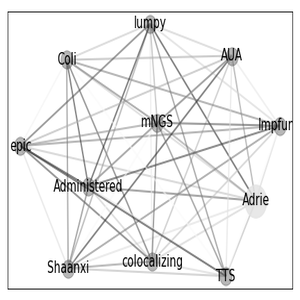 lumpy
Coli
AUA
mNGS
Impfun
epic
Administered
Adrie
Shaanxi
colocalizing
TTS